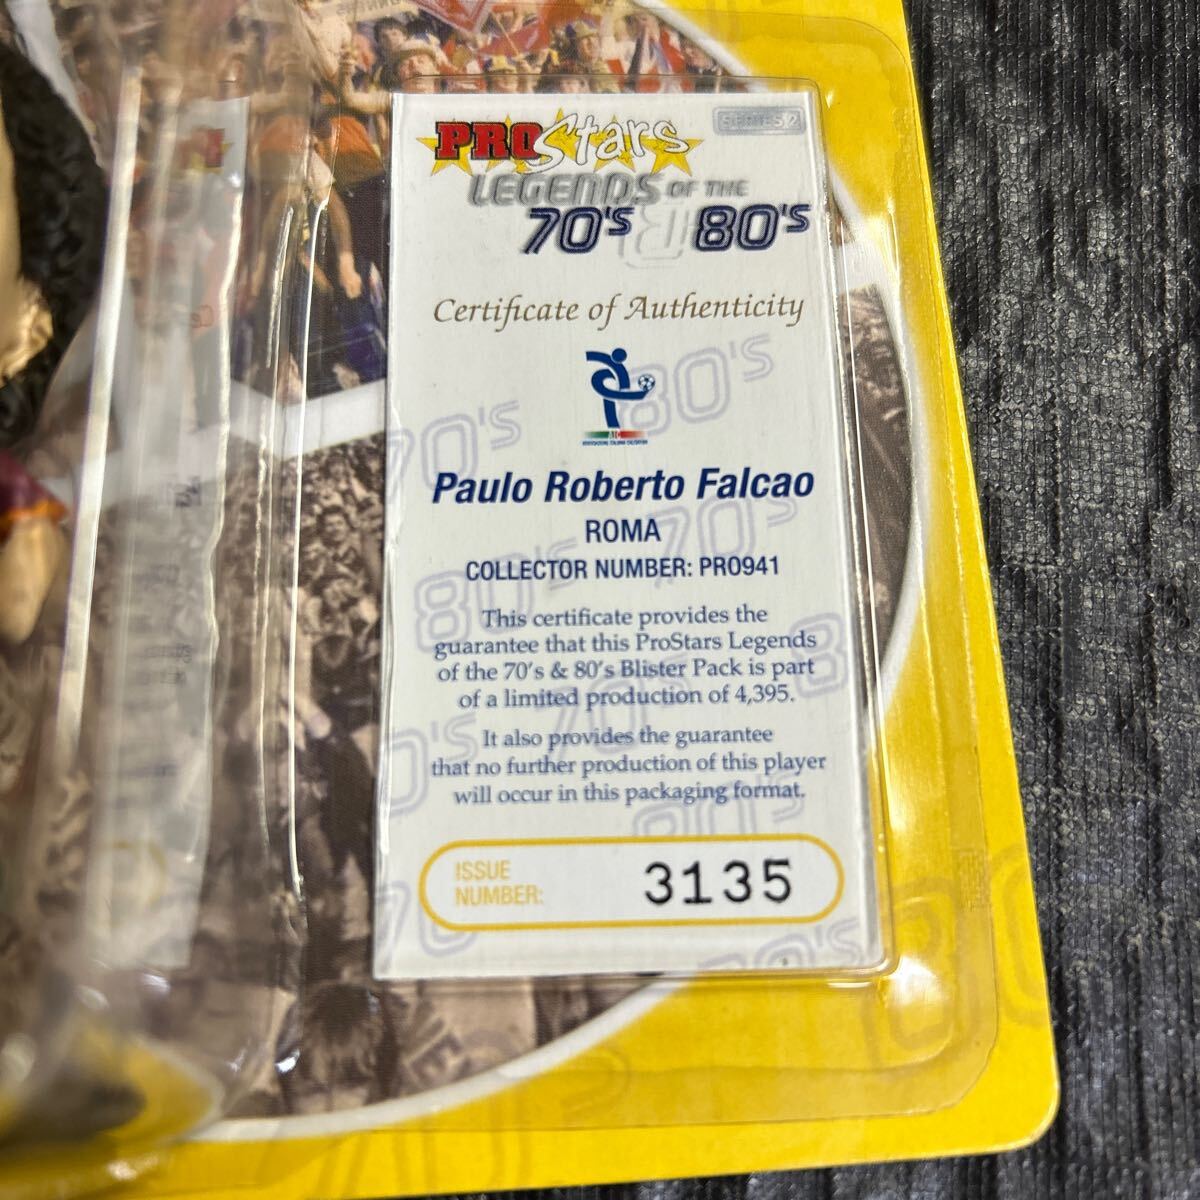 PROStars
SERIES 2
LEGENDS OF THE
70's & 80's
Certificate of Authenticity
AIC
Paulo Roberto Falcao
ROMA
COLLECTOR NUMBER: PRO941
This certificate provides the
guarantee that this ProStars Legends
of the 70's & 80's Blister Pack is part
of a limited production of 4,395.
It also provides the guarantee
that no further production of this player
will occur in this packaging format.
ISSUE
NUMBER:
3135